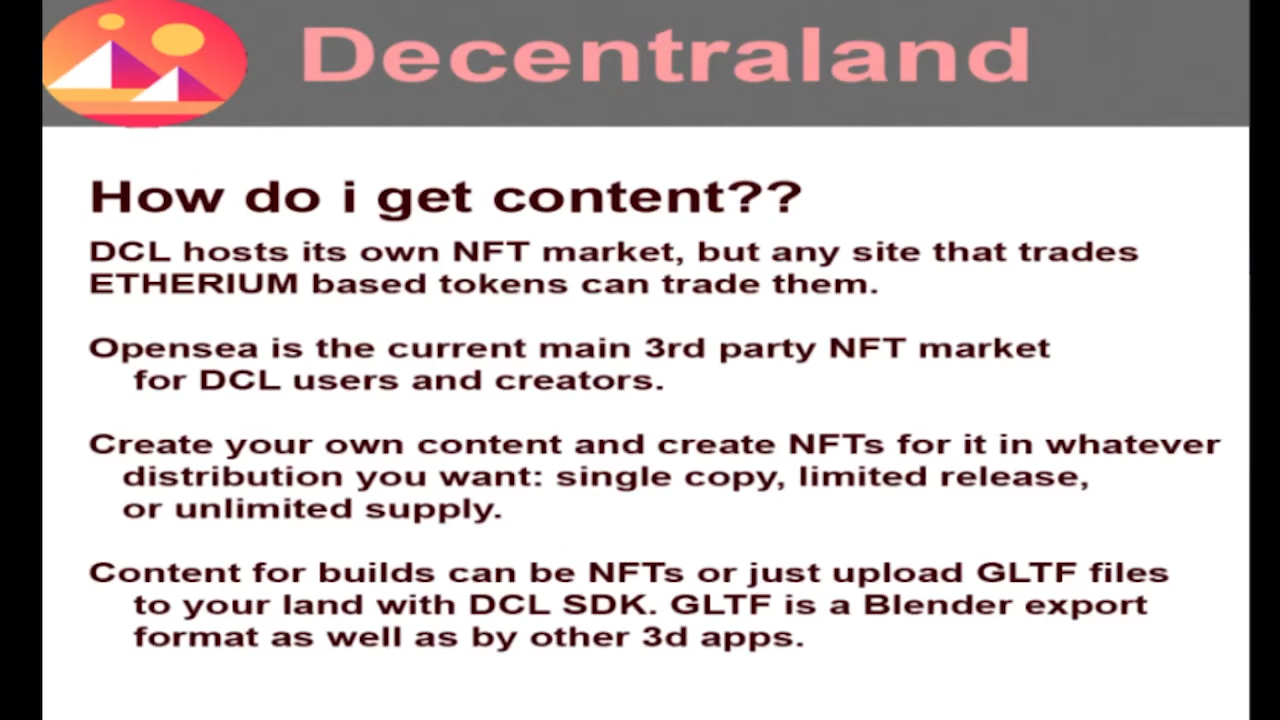 Decentraland
How do i get content??
DCL hosts its own NFT market, but any site that trades
ETHERIUM based tokens can trade them.
Opensea is the current main 3rd party NFT market
for DCL users and creators.
Create your own content and create NFTs for it in whatever
distribution you want: single copy, limited release,
or unlimited supply.
Content for builds can be NFTs or just upload GLTF files
to your land with DCL SDK. GLTF is a Blender export
format as well as by other 3d apps.